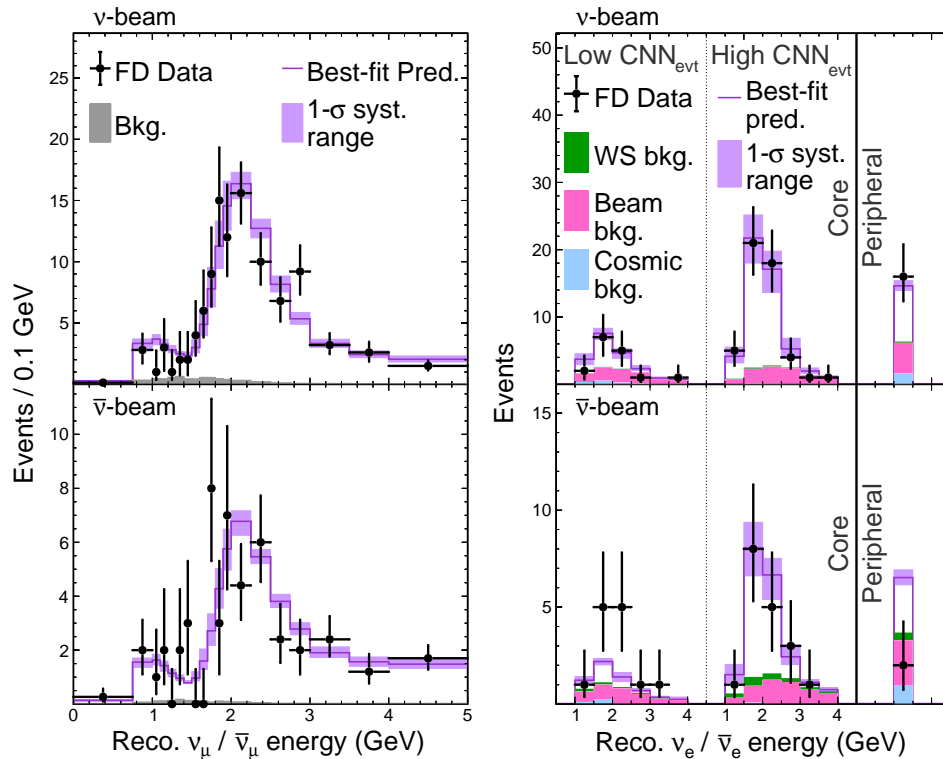 ν-beam
FD Data
Bkg.
Best-fit Pred.
1-σ syst.
range
25
20
15
10
5
Events / 0.1 GeV
ν̄-beam
10
8
6
4
2
0 1 2 3 4 5
Reco. ν_μ / ν̄_μ energy (GeV)
ν-beam
Low CNN_evt
High CNN_evt
FD Data
WS bkg.
Beam
bkg.
Cosmic
bkg.
Best-fit
pred.
1-σ syst.
range
Core
Peripheral
50
40
30
20
10
Events
ν̄-beam
Core
Peripheral
15
10
5
1 2 3 4 1 2 3 4
Reco. ν_e / ν̄_e energy (GeV)